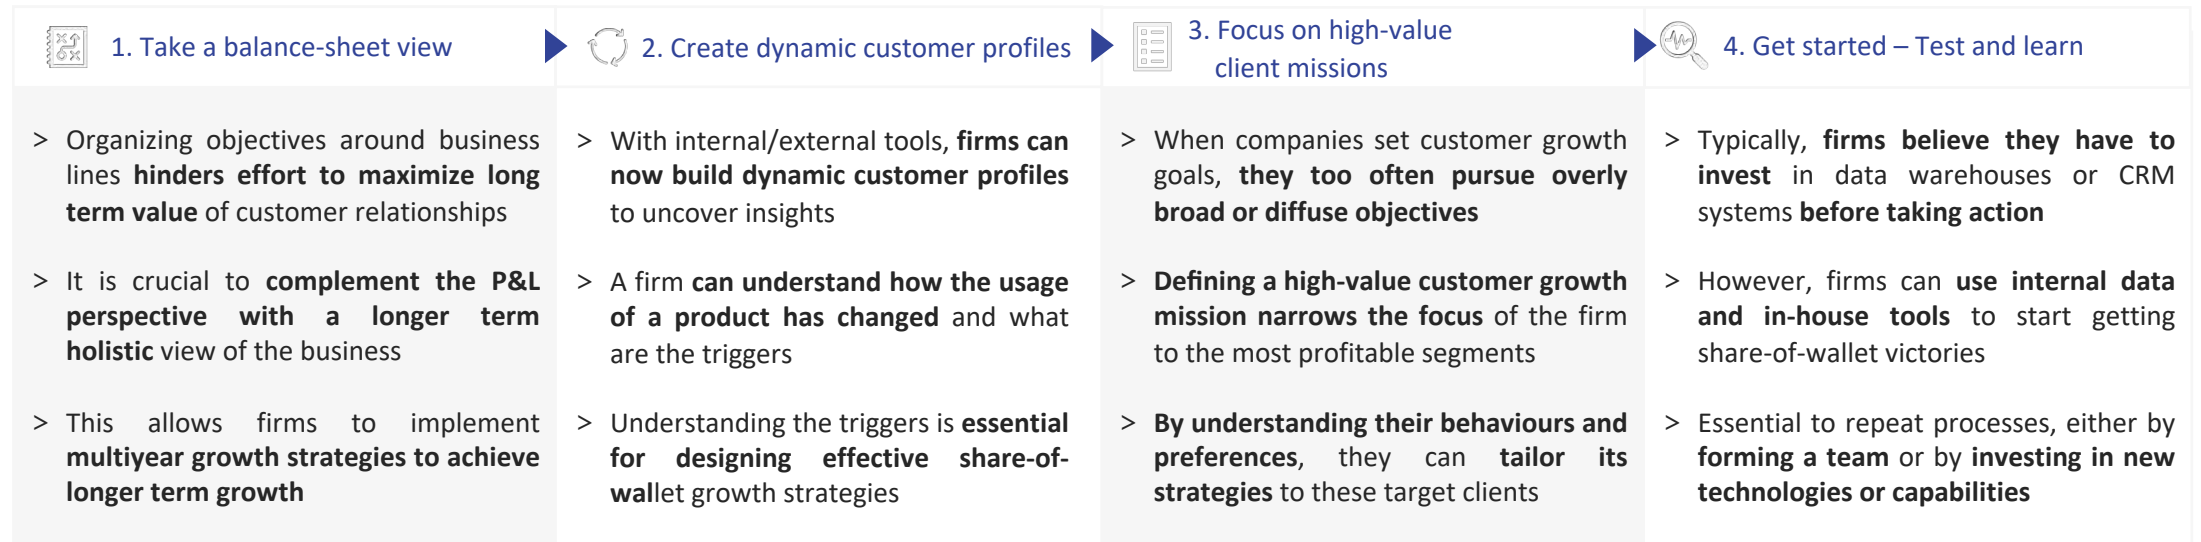 1. Take a balance-sheet view
> Organizing objectives around business
lines hinders effort to maximize long
term value of customer relationships
> It is crucial to complement the P&L
perspective with a longer term
holistic view of the business
> This allows firms to implement
multiyear growth strategies to achieve
longer term growth
2. Create dynamic customer profiles
> With internal/external tools, firms can
now build dynamic customer profiles
to uncover insights
> A firm can understand how the usage
of a product has changed and what
are the triggers
> Understanding the triggers is essential
for designing effective share-of-
wallet growth strategies
3. Focus on high-value
client missions
> When companies set customer growth
goals, they too often pursue overly
broad or diffuse objectives
> Defining a high-value customer growth
mission narrows the focus of the firm
to the most profitable segments
> By understanding their behaviours and
preferences, they can tailor its
strategies to these target clients
4. Get started – Test and learn
> Typically, firms believe they have to
invest in data warehouses or CRM
systems before taking action
> However, firms can use internal data
and in-house tools to start getting
share-of-wallet victories
> Essential to repeat processes, either by
forming a team or by investing in new
technologies or capabilities